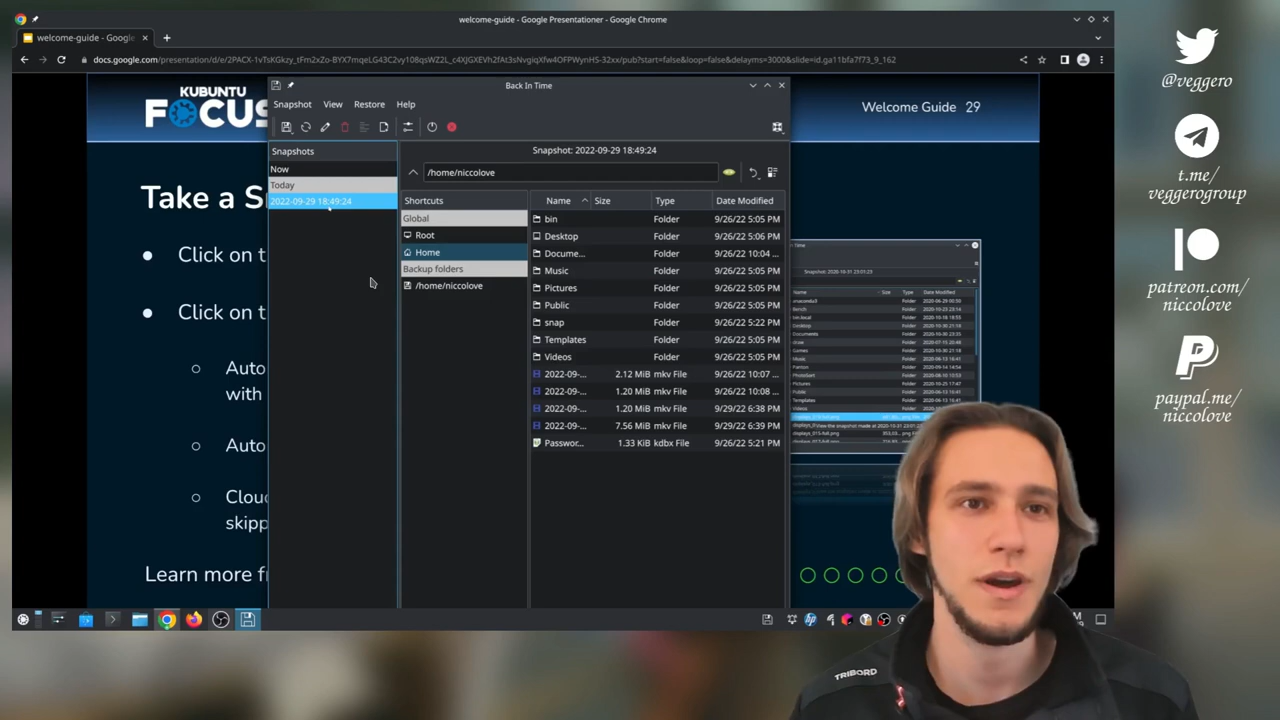 welcome-guide - Google Presentationer - Google Chrome
welcome-guide - Google
docs.google.com/presentation/d/e/2PACX-1vTsKGkzy_tFm2xZo-BYX7mqeLG43C2vy108qsWZ2L_c4XJGXEVh2fAt3sNvgiqXfw4OFPWynHS-32xx/pub?start=false&loop=false&delayms=3000&slide=id.ga11bfa7f73_9_162
KUBUNTU
FOCUS
Welcome Guide 29
Take a S
Click on t
Click on t
Auto
with
Auto
Cloud
skipp
Learn more fr
Back In Time
Snapshot View Restore Help
Snapshots
Now
Today
2022-09-29 18:49:24
Snapshot: 2022-09-29 18:49:24
/home/niccolove
Shortcuts
Global
Root
Home
Backup folders
/home/niccolove
Name Size Type Date Modified
bin Folder 9/26/22 5:05 PM
Desktop Folder 9/26/22 5:06 PM
Docume... Folder 9/26/22 10:04 ...
Music Folder 9/26/22 5:05 PM
Pictures Folder 9/26/22 5:05 PM
Public Folder 9/26/22 5:05 PM
snap Folder 9/26/22 5:22 PM
Templates Folder 9/26/22 5:05 PM
Videos Folder 9/26/22 5:05 PM
2022-09-... 2.12 MiB mkv File 9/26/22 10:07 ...
2022-09-... 1.20 MiB mkv File 9/26/22 10:08 ...
2022-09-... 1.20 MiB mkv File 9/29/22 6:38 PM
2022-09-... 7.56 MiB mkv File 9/29/22 6:39 PM
Passwor... 1.33 KiB kdbx File 9/26/22 5:21 PM
Snapshot: 2020-10-31 23:01:23
@veggero
t.me/
veggerogroup
patreon.com/
niccolove
paypal.me/
niccolove
TRIBORD